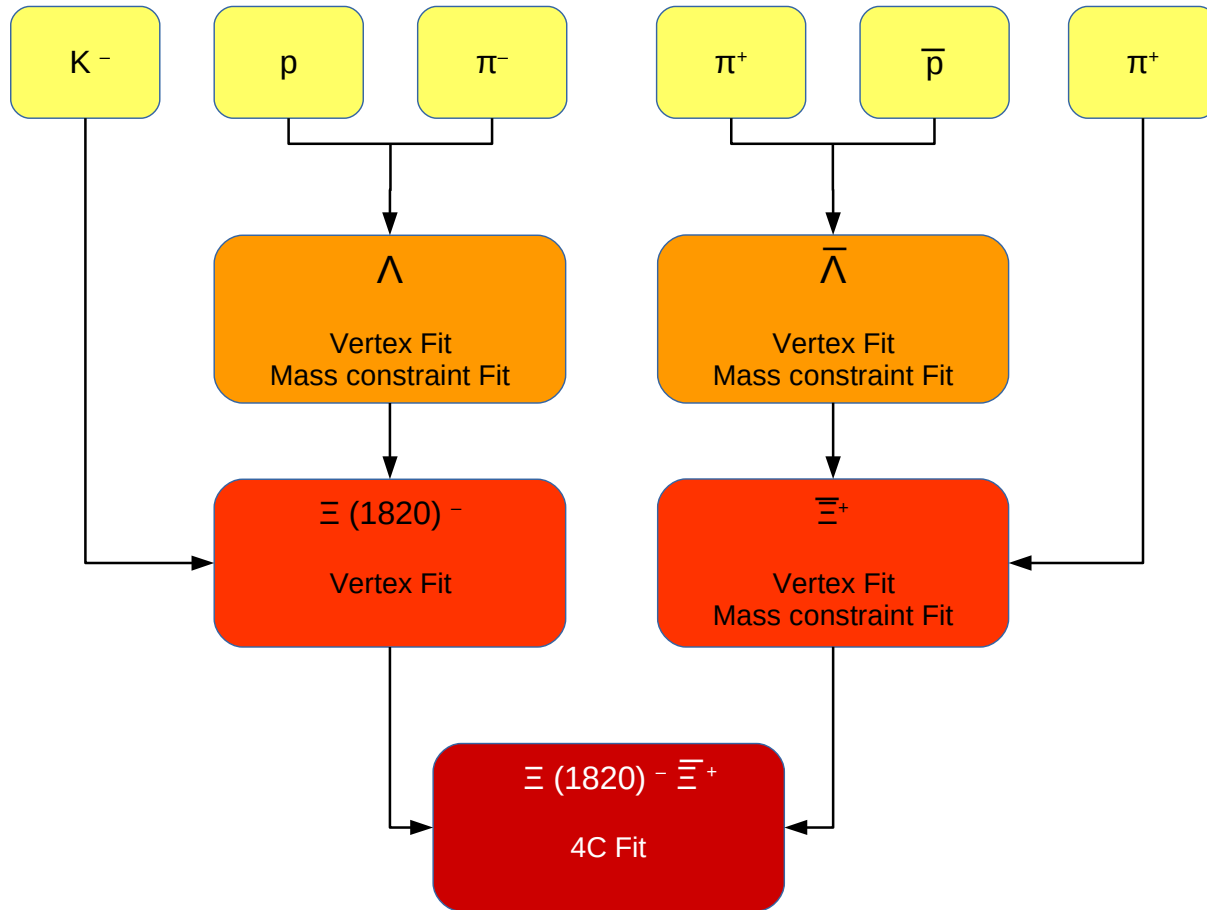 K⁻
p
π⁻
π⁺
p̅
π⁺
Λ
Vertex Fit
Mass constraint Fit
Λ̅
Vertex Fit
Mass constraint Fit
Ξ (1820) ⁻
Vertex Fit
Ξ̅⁺
Vertex Fit
Mass constraint Fit
Ξ (1820) ⁻ Ξ̅ ⁺
4C Fit